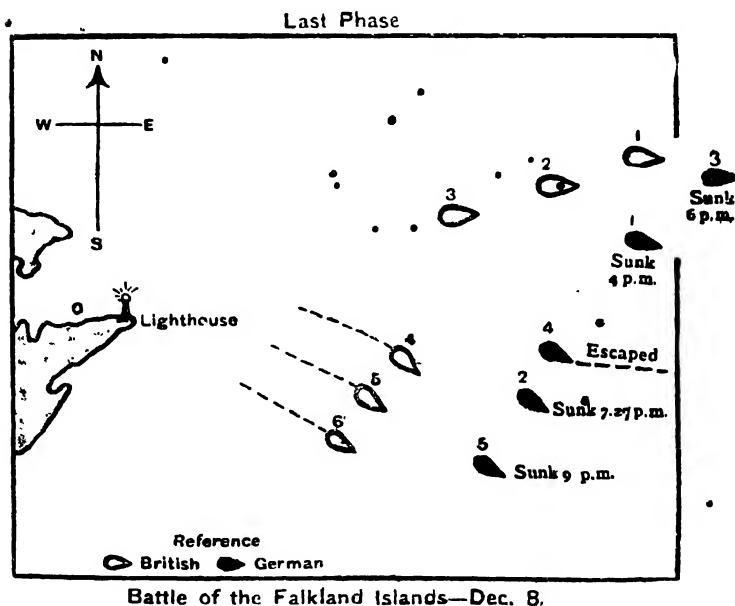 Last Phase
N
W E
S
1
2
3
3
Sunk
6 p.m.
1
Sunk
4 p.m.
Lighthouse
4
5
6
4
Escaped
2
Sunk 7.27 p.m.
5
Sunk 9 p.m.
Reference
British German
Battle of the Falkland Islands—Dec. 8.